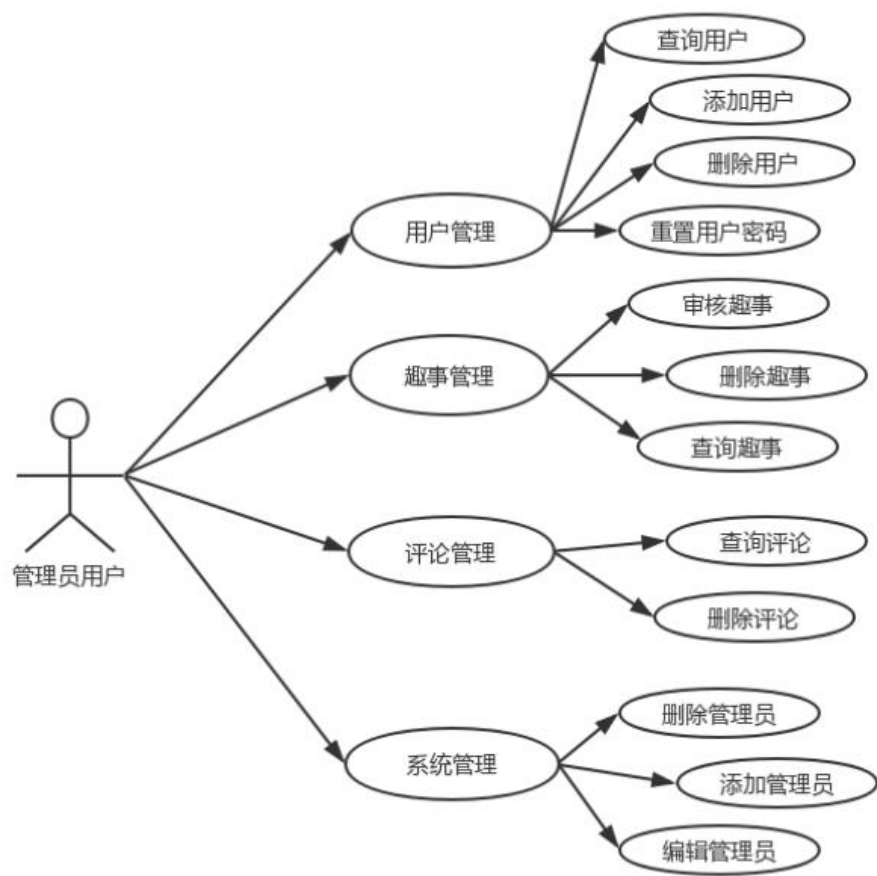 查询用户
添加用户
删除用户
用户管理
重置用户密码
审核趣事
趣事管理
删除趣事
查询趣事
管理员用户
评论管理
查询评论
删除评论
删除管理员
系统管理
添加管理员
编辑管理员